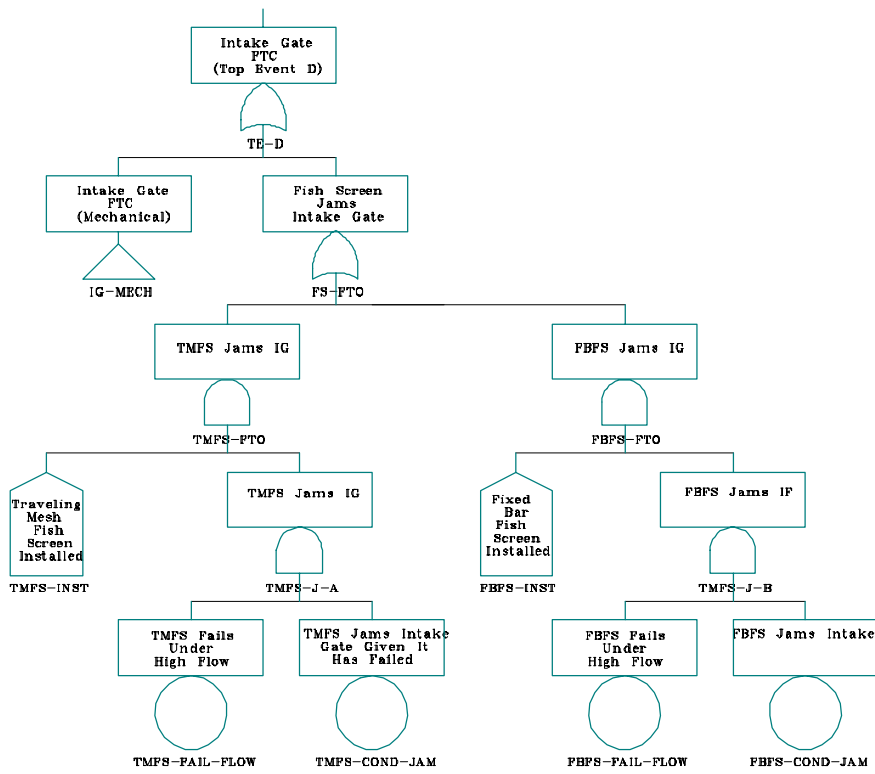 Intake Gate
FTC
(Top Event D)
TE-D
Intake Gate
FTC
(Mechanical)
IG-MECH
Fish Screen
Jams
Intake Gate
FS-FTO
TMFS Jams IG
TMFS-FTO
FBFS Jams IG
FBFS-FTO
Traveling
Mesh
Fish
Screen
Installed
TMFS-INST
TMFS Jams IG
TMFS-J-A
Fixed
Bar
Fish
Screen
Installed
FBFS-INST
FBFS Jams IF
TMFS-J-B
TMFS Fails
Under
High Flow
TMFS-FAIL-FLOW
TMFS Jams Intake
Gate Given It
Has Failed
TMFS-COND-JAM
FBFS Fails
Under
High Flow
FBFS-FAIL-FLOW
FBFS Jams Intake
FBFS-COND-JAM